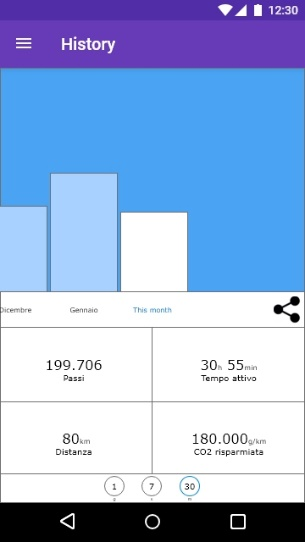 12:30
History
Dicembre Gennaio This month
199.706 30h 55min
Passi Tempo attivo
80km 180.000g/km
Distanza CO2 risparmiata
1 7 30
g s m